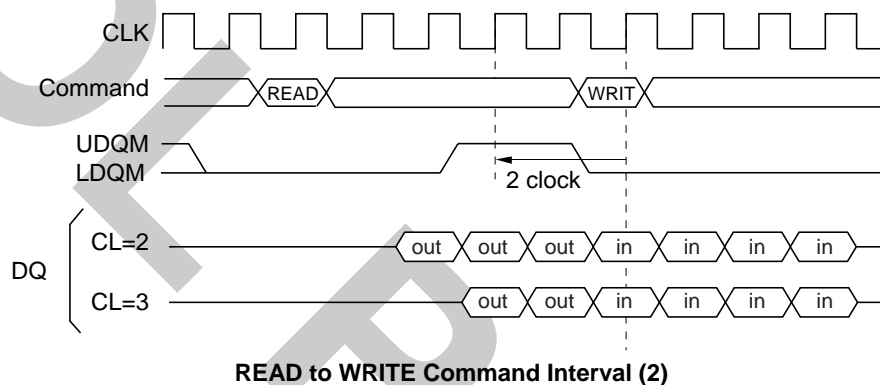 CLK
Command READ WRIT
UDQM
LDQM
2 clock
DQ
CL=2 out out out in in in in
CL=3 out out in in in in
READ to WRITE Command Interval (2)